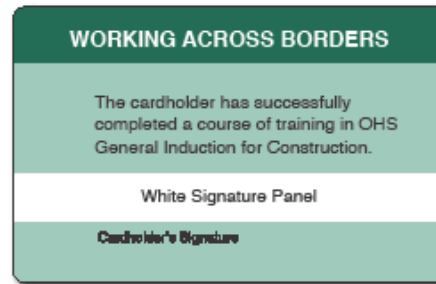 WORKING ACROSS BORDERS
The cardholder has successfully
completed a course of training in OHS
General Induction for Construction.
White Signature Panel
Cardholder's Signature